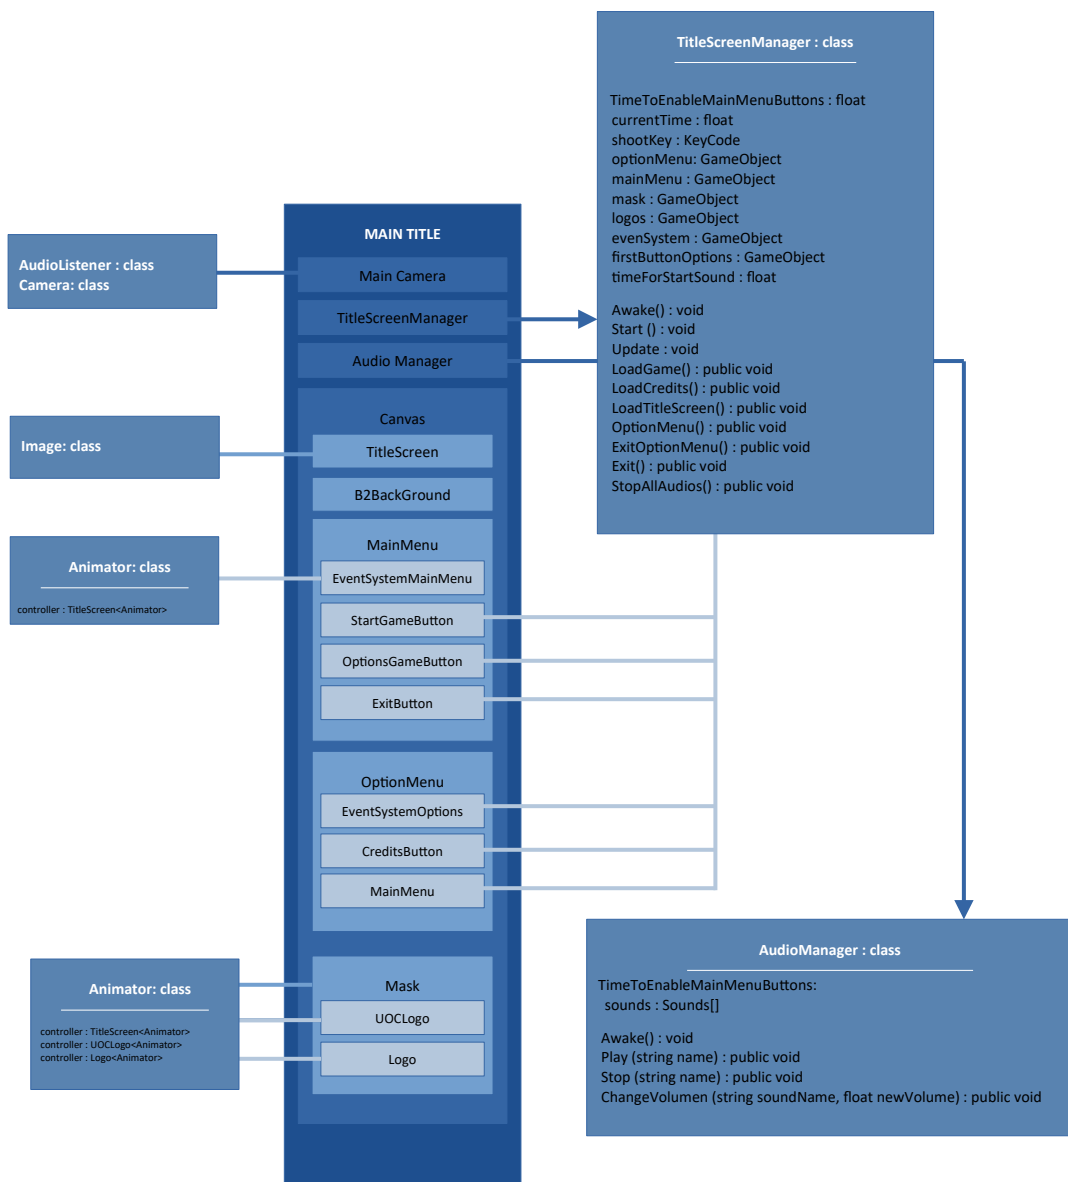 TitleScreenManager : class
TimeToEnableMainMenuButtons : float
currentTime : float
shootKey : KeyCode
optionMenu: GameObject
mainMenu : GameObject
mask : GameObject
logos : GameObject
evenSystem : GameObject
firstButtonOptions : GameObject
timeForStartSound : float
Awake() : void
Start () : void
Update : void
LoadGame() : public void
LoadCredits() : public void
LoadTitleScreen() : public void
OptionMenu() : public void
ExitOptionMenu() : public void
Exit() : public void
StopAllAudios() : public void
MAIN TITLE
Main Camera
TitleScreenManager
Audio Manager
Canvas
TitleScreen
B2BackGround
MainMenu
EventSystemMainMenu
StartGameButton
OptionsGameButton
ExitButton
OptionMenu
EventSystemOptions
CreditsButton
MainMenu
Mask
UOCLogo
Logo
AudioListener : class
Camera: class
Image: class
Animator: class
controller : TitleScreen<Animator>
Animator: class
controller : TitleScreen<Animator>
controller : UOCLogo<Animator>
controller : Logo<Animator>
AudioManager : class
TimeToEnableMainMenuButtons:
sounds : Sounds[]
Awake() : void
Play (string name) : public void
Stop (string name) : public void
ChangeVolumen (string soundName, float newVolume) : public void